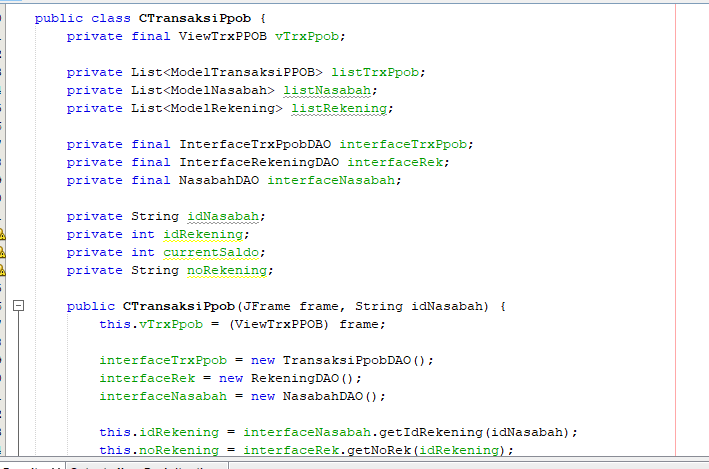 public class CTransaksiPpob {
private final ViewTrxPPOB vTrxPpob;
private List<ModelTransaksiPPOB> listTrxPpob;
private List<ModelNasabah> listNasabah;
private List<ModelRekening> listRekening;
private final InterfaceTrxPpobDAO interfaceTrxPpob;
private final InterfaceRekeningDAO interfaceRek;
private final NasabahDAO interfaceNasabah;
private String idNasabah;
private int idRekening;
private int currentSaldo;
private String noRekening;
public CTransaksiPpob(JFrame frame, String idNasabah) {
this.vTrxPpob = (ViewTrxPPOB) frame;
interfaceTrxPpob = new TransaksiPpobDAO();
interfaceRek = new RekeningDAO();
interfaceNasabah = new NasabahDAO();
this.idRekening = interfaceNasabah.getIdRekening(idNasabah);
this.noRekening = interfaceRek.getNoRek(idRekening);